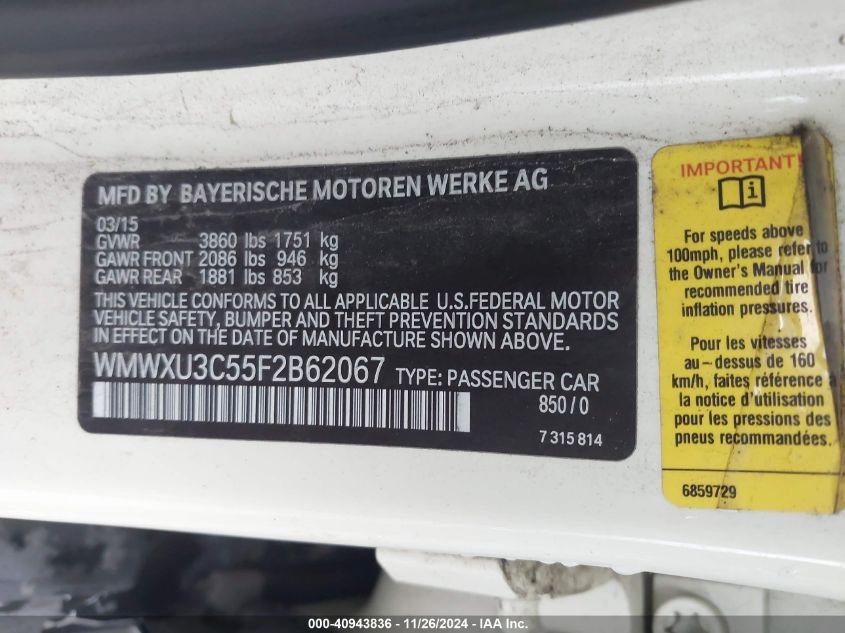 MFD BY BAYERISCHE MOTOREN WERKE AG
03/15
GVWR 3860 lbs 1751 kg
GAWR FRONT 2086 lbs 946 kg
GAWR REAR 1881 lbs 853 kg
THIS VEHICLE CONFORMS TO ALL APPLICABLE U.S.FEDERAL MOTOR
VEHICLE SAFETY, BUMPER AND THEFT PREVENTION STANDARDS
IN EFFECT ON THE DATE OF MANUFACTURE SHOWN ABOVE.
WMWXU3C55F2B62067 TYPE: PASSENGER CAR
850 / 0
7 315 814
IMPORTANT!
For speeds above
100mph, please refer to
the Owner's Manual for
recommended tire
inflation pressures.
Pour les vitesses
au-dessus de 160
km/h, faites référence à
la notice d'utilisation
pour les pressions des
pneus recommandées.
6859729
000-40943836 - 11/26/2024 - IAA Inc.